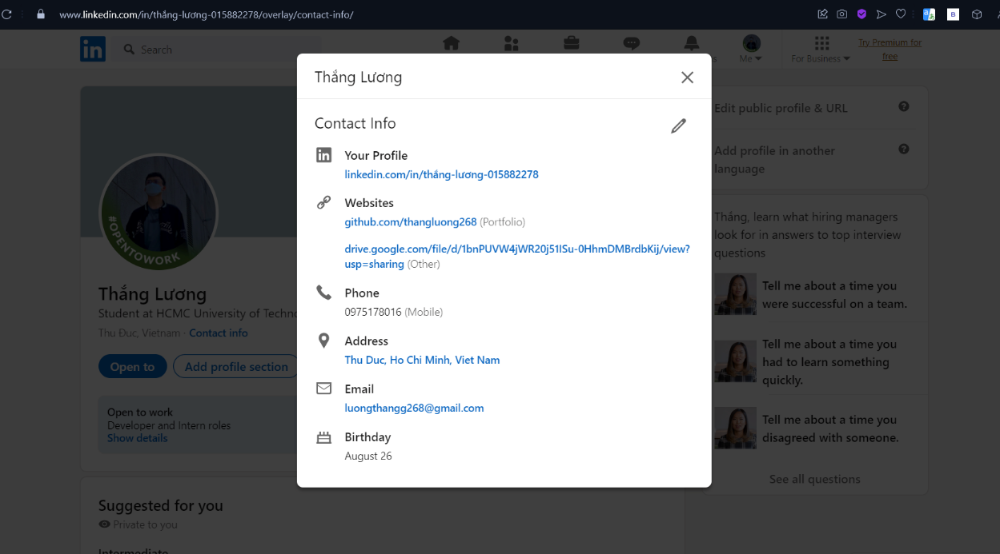 www.linkedin.com/in/thắng-lương-015882278/overlay/contact-info/
in
Search
Me
For Business
Try Premium for
free
Thắng Lương
Contact Info
Your Profile
linkedin.com/in/thắng-lương-015882278
Websites
github.com/thangluong268 (Portfolio)
drive.google.com/file/d/1bnPUVW4jWR20j51ISu-0HhmDMBrdbKij/view?
usp=sharing (Other)
Phone
0975178016 (Mobile)
Address
Thu Duc, Ho Chi Minh, Viet Nam
Email
luongthangg268@gmail.com
Birthday
August 26
#OPENTOWORK
Thắng Lương
Student at HCMC University of Techno
Thu Đuc, Vietnam · Contact info
Open to
Add profile section
Open to work
Developer and Intern roles
Show details
Suggested for you
Private to you
Intermediate
Edit public profile & URL
Add profile in another
language
Thắng, learn what hiring managers
look for in answers to top interview
questions
Tell me about a time you
were successful on a team.
Tell me about a time you
had to learn something
quickly.
Tell me about a time you
disagreed with someone.
See all questions